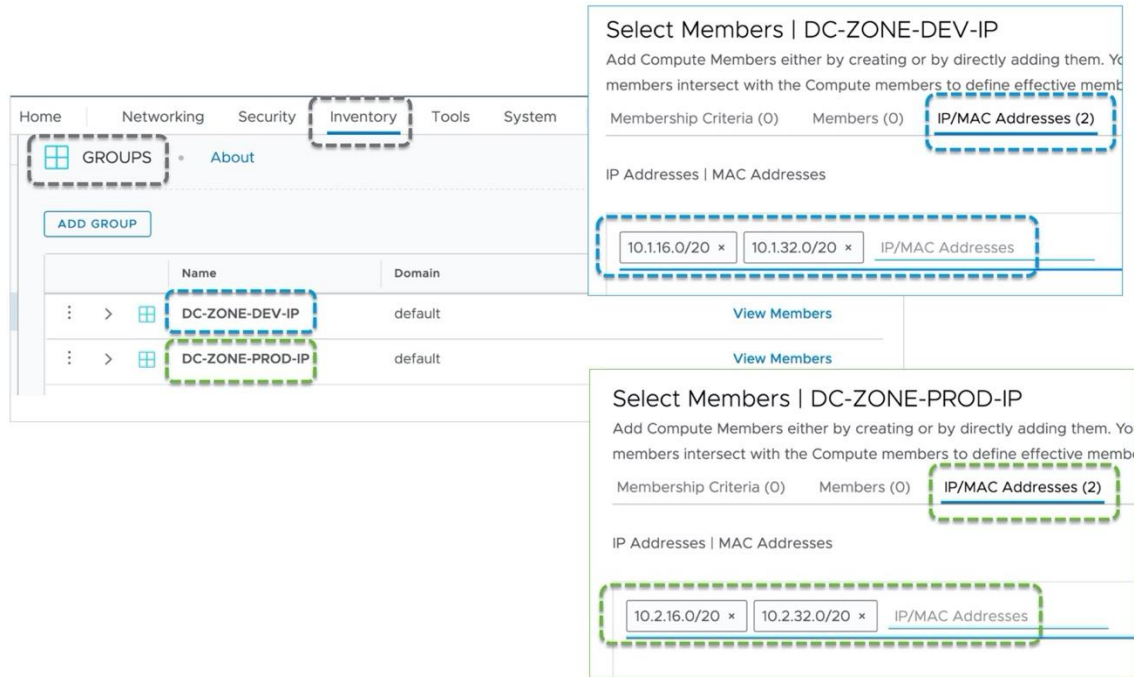 Home Networking Security Inventory Tools System
GROUPS • About
ADD GROUP
Name Domain
DC-ZONE-DEV-IP default View Members
DC-ZONE-PROD-IP default View Members
Select Members | DC-ZONE-DEV-IP
Add Compute Members either by creating or by directly adding them. Yo
members intersect with the Compute members to define effective memb
Membership Criteria (0) Members (0) IP/MAC Addresses (2)
IP Addresses | MAC Addresses
10.1.16.0/20 × 10.1.32.0/20 × IP/MAC Addresses
Select Members | DC-ZONE-PROD-IP
Add Compute Members either by creating or by directly adding them. Yo
members intersect with the Compute members to define effective membe
Membership Criteria (0) Members (0) IP/MAC Addresses (2)
IP Addresses | MAC Addresses
10.2.16.0/20 × 10.2.32.0/20 × IP/MAC Addresses